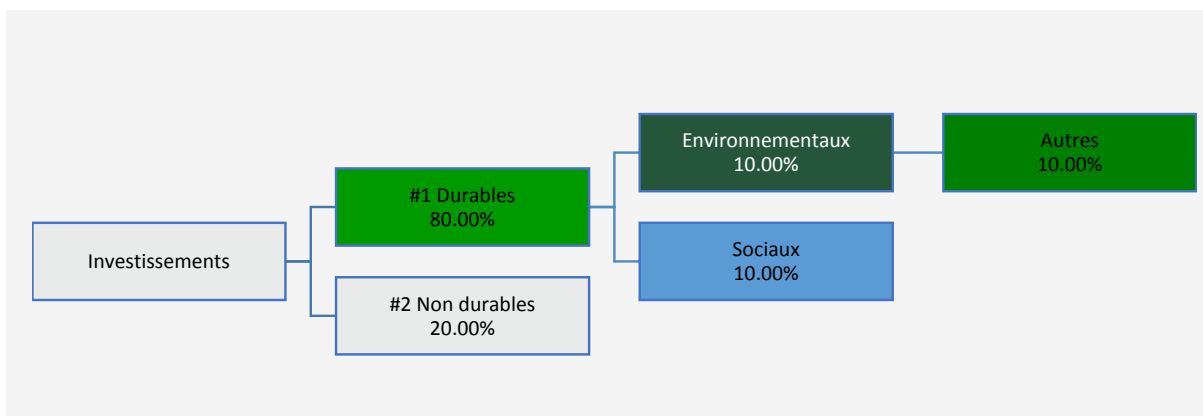 Investissements
#1 Durables
80.00%
#2 Non durables
20.00%
Environnementaux
10.00%
Sociaux
10.00%
Autres
10.00%